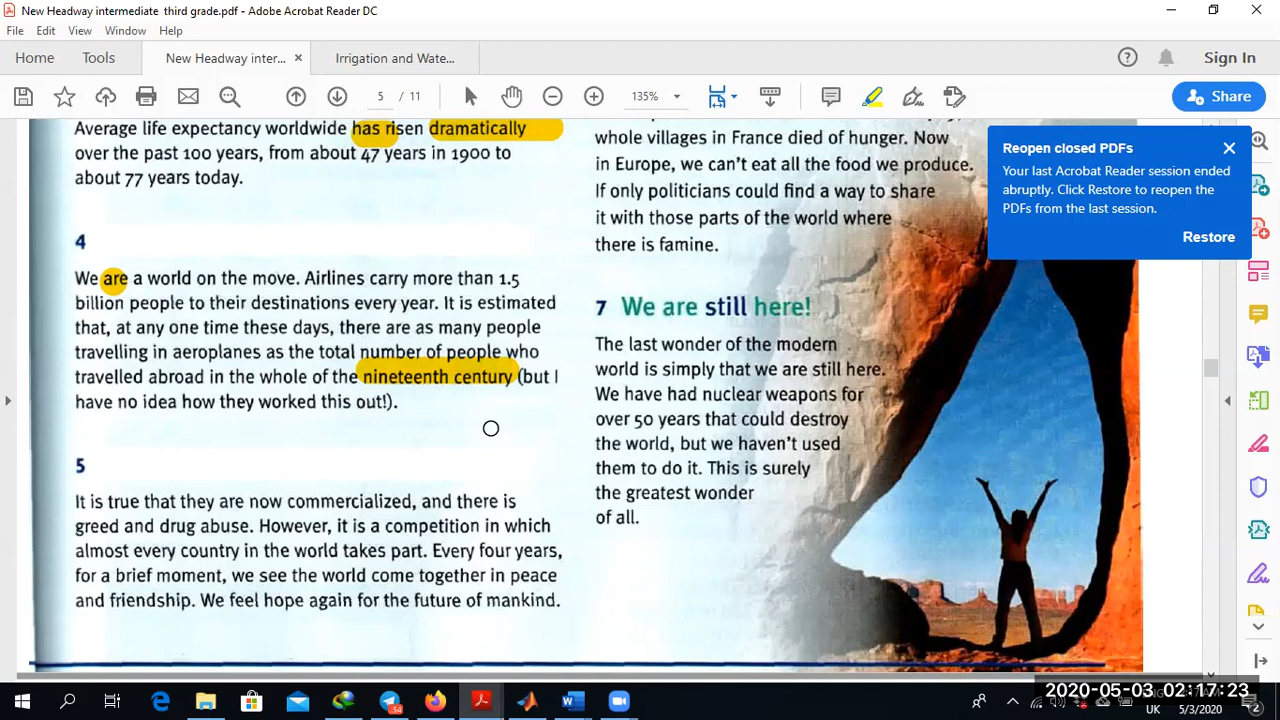 New Headway intermediate third grade.pdf - Adobe Acrobat Reader DC
File Edit View Window Help
Home Tools New Headway inter... × Irrigation and Wate... Sign In
5 / 11 135% Share
Average life expectancy worldwide has risen dramatically
over the past 100 years, from about 47 years in 1900 to
about 77 years today.
4
We are a world on the move. Airlines carry more than 1.5
billion people to their destinations every year. It is estimated
that, at any one time these days, there are as many people
travelling in aeroplanes as the total number of people who
travelled abroad in the whole of the nineteenth century (but I
have no idea how they worked this out!).
5
It is true that they are now commercialized, and there is
greed and drug abuse. However, it is a competition in which
almost every country in the world takes part. Every four years,
for a brief moment, we see the world come together in peace
and friendship. We feel hope again for the future of mankind.
whole villages in France died of hunger. Now
in Europe, we can't eat all the food we produce.
If only politicians could find a way to share
it with those parts of the world where
there is famine.
7 We are still here!
The last wonder of the modern
world is simply that we are still here.
We have had nuclear weapons for
over 50 years that could destroy
the world, but we haven't used
them to do it. This is surely
the greatest wonder
of all.
Reopen closed PDFs
Your last Acrobat Reader session ended
abruptly. Click Restore to reopen the
PDFs from the last session.
Restore
54
2020-05-03 02:17:23
UK 5/3/2020 2